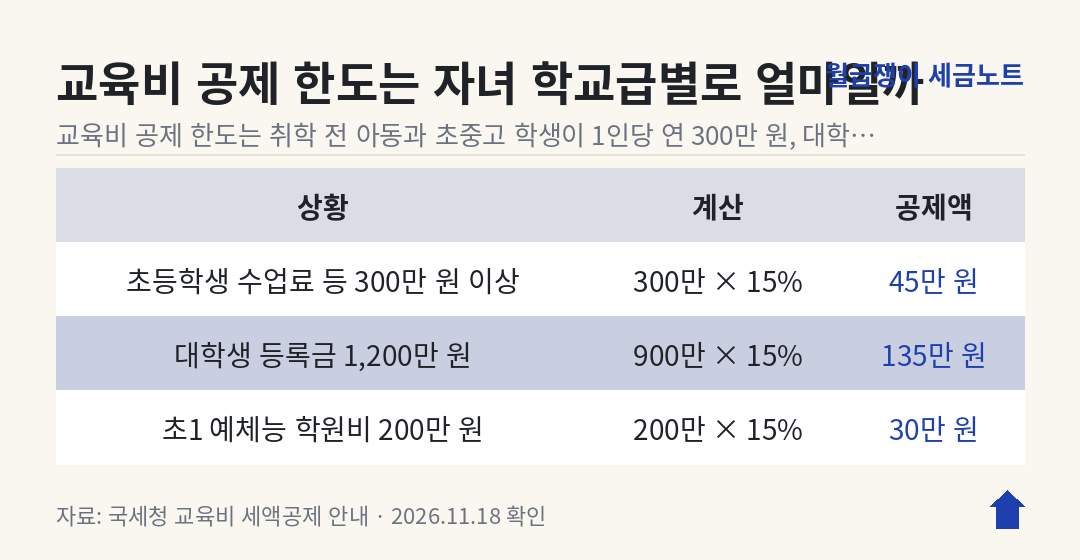 교육비 공제 한도는 자녀 학교급별로 얼마일까
월급쟁이 세금노트
교육비 공제 한도는 취학 전 아동과 초중고 학생이 1인당 연 300만 원, 대학…
상황 계산 공제액
초등학생 수업료 등 300만 원 이상 300만 × 15% 45만 원
대학생 등록금 1,200만 원 900만 × 15% 135만 원
초1 예체능 학원비 200만 원 200만 × 15% 30만 원
자료: 국세청 교육비 세액공제 안내 · 2026.11.18 확인